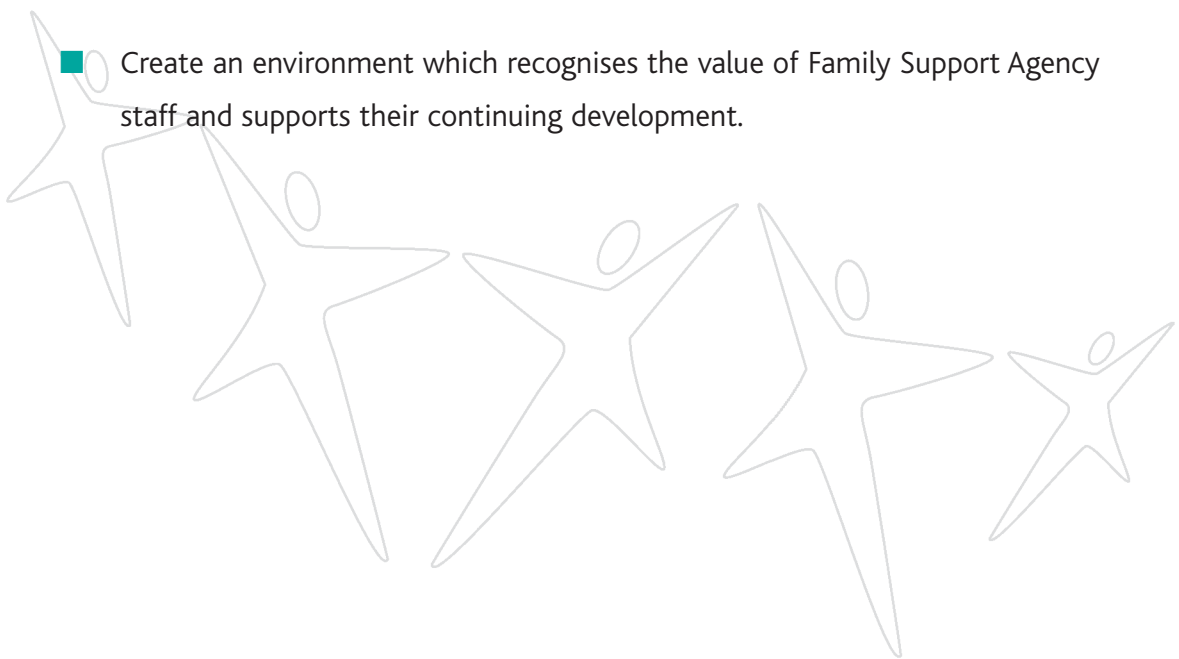 ■ Create an environment which recognises the value of Family Support Agency
staff and supports their continuing development.